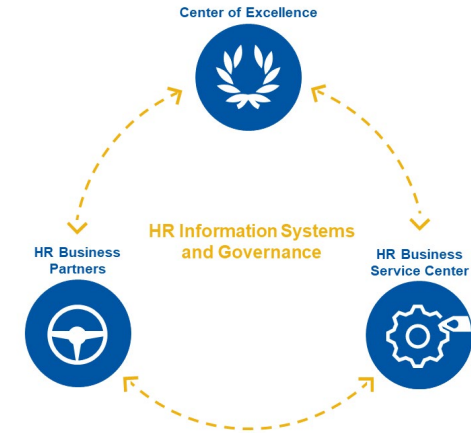 Center of Excellence
HR Information Systems
and Governance
HR Business
Partners
HR Business
Service Center